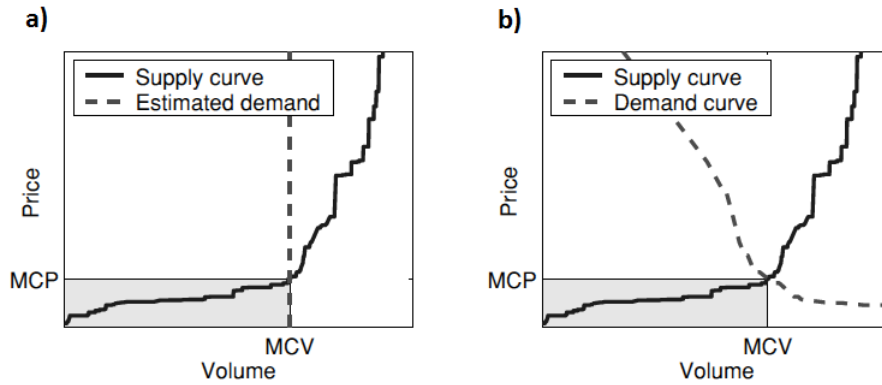 a)
Supply curve
Estimated demand
Price
MCP
MCV
Volume
b)
Supply curve
Demand curve
Price
MCP
MCV
Volume